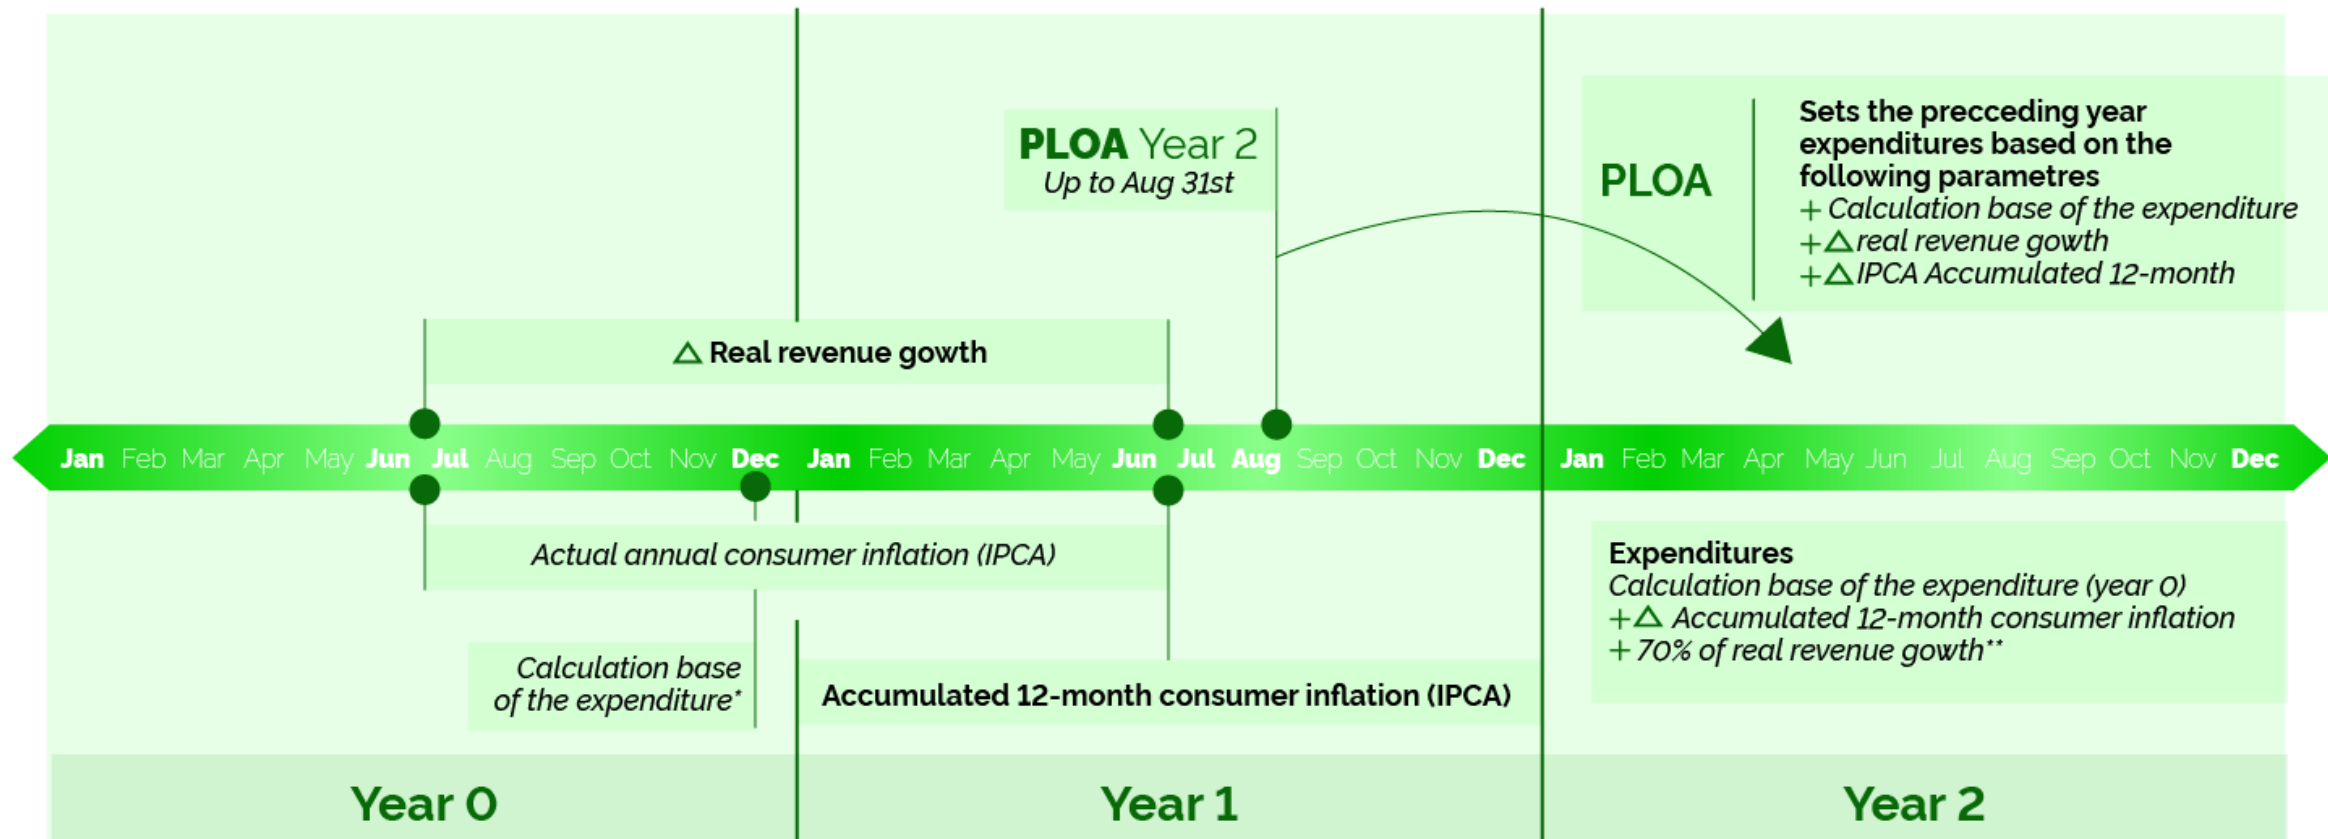 PLOA Year 2
Up to Aug 31st
PLOA
Sets the precceding year
expenditures based on the
following parametres
+ Calculation base of the expenditure
+△ real revenue growth
+△ IPCA Accumulated 12-month
△ Real revenue growth
Jan Feb Mar Apr May Jun Jul Aug Sep Oct Nov Dec Jan Feb Mar Apr May Jun Jul Aug Sep Oct Nov Dec Jan Feb Mar Apr May Jun Jul Aug Sep Oct Nov Dec
Actual annual consumer inflation (IPCA)
Calculation base
of the expenditure*
Accumulated 12-month consumer inflation (IPCA)
Expenditures
Calculation base of the expenditure (year 0)
+△ Accumulated 12-month consumer inflation
+ 70% of real revenue growth**
Year 0
Year 1
Year 2